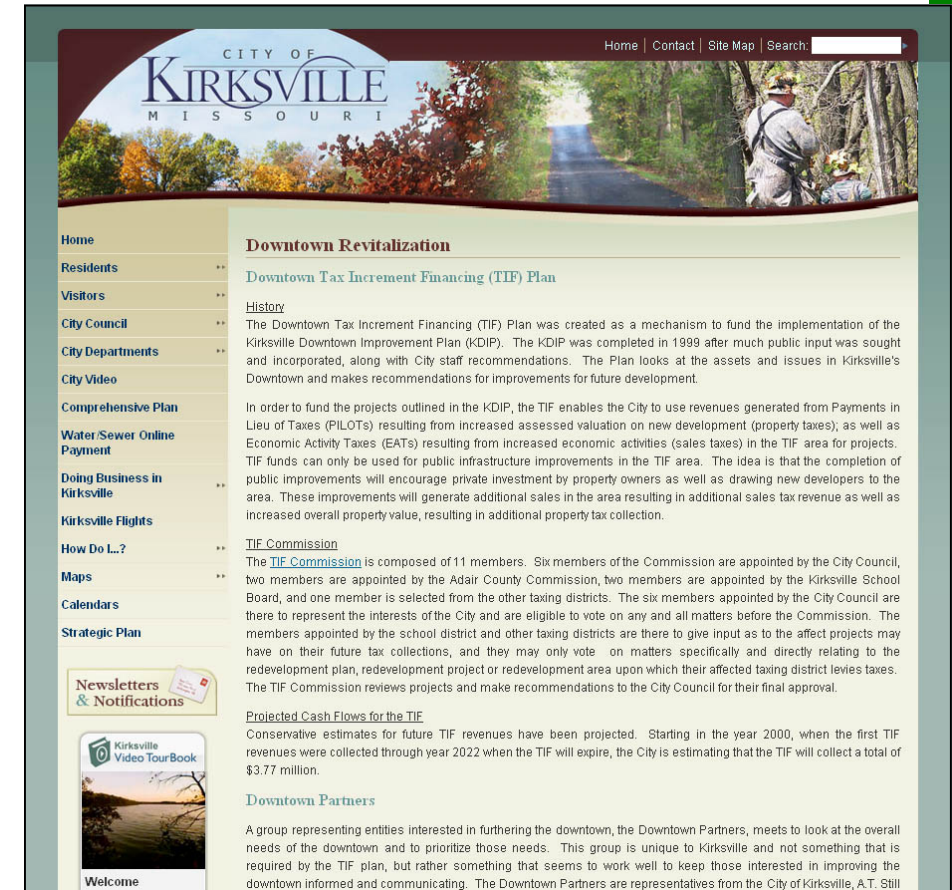 Home | Contact | Site Map | Search:
CITY OF
KIRKSVILLE
MISSOURI
Home
Residents
Visitors
City Council
City Departments
City Video
Comprehensive Plan
Water/Sewer Online
Payment
Doing Business in
Kirksville
Kirksville Flights
How Do I...?
Maps
Calendars
Strategic Plan
Newsletters
& Notifications
Kirksville
Video TourBook
Welcome
Downtown Revitalization
Downtown Tax Increment Financing (TIF) Plan
History
The Downtown Tax Increment Financing (TIF) Plan was created as a mechanism to fund the implementation of the
Kirksville Downtown Improvement Plan (KDIP). The KDIP was completed in 1999 after much public input was sought
and incorporated, along with City staff recommendations. The Plan looks at the assets and issues in Kirksville's
Downtown and makes recommendations for improvements for future development.
In order to fund the projects outlined in the KDIP, the TIF enables the City to use revenues generated from Payments in
Lieu of Taxes (PILOTs) resulting from increased assessed valuation on new development (property taxes); as well as
Economic Activity Taxes (EATs) resulting from increased economic activities (sales taxes) in the TIF area for projects.
TIF funds can only be used for public infrastructure improvements in the TIF area. The idea is that the completion of
public improvements will encourage private investment by property owners as well as drawing new developers to the
area. These improvements will generate additional sales in the area resulting in additional sales tax revenue as well as
increased overall property value, resulting in additional property tax collection.
TIF Commission
The TIF Commission is composed of 11 members. Six members of the Commission are appointed by the City Council,
two members are appointed by the Adair County Commission, two members are appointed by the Kirksville School
Board, and one member is selected from the other taxing districts. The six members appointed by the City Council are
there to represent the interests of the City and are eligible to vote on any and all matters before the Commission. The
members appointed by the school district and other taxing districts are there to give input as to the affect projects may
have on their future tax collections, and they may only vote on matters specifically and directly relating to the
redevelopment plan, redevelopment project or redevelopment area upon which their affected taxing district levies taxes.
The TIF Commission reviews projects and make recommendations to the City Council for their final approval.
Projected Cash Flows for the TIF
Conservative estimates for future TIF revenues have been projected. Starting in the year 2000, when the first TIF
revenues were collected through year 2022 when the TIF will expire, the City is estimating that the TIF will collect a total of
$3.77 million.
Downtown Partners
A group representing entities interested in furthering the downtown, the Downtown Partners, meets to look at the overall
needs of the downtown and to prioritize those needs. This group is unique to Kirksville and not something that is
required by the TIF plan, but rather something that seems to work well to keep those interested in improving the
downtown informed and communicating. The Downtown Partners are representatives from the City of Kirksville, A.T. Still